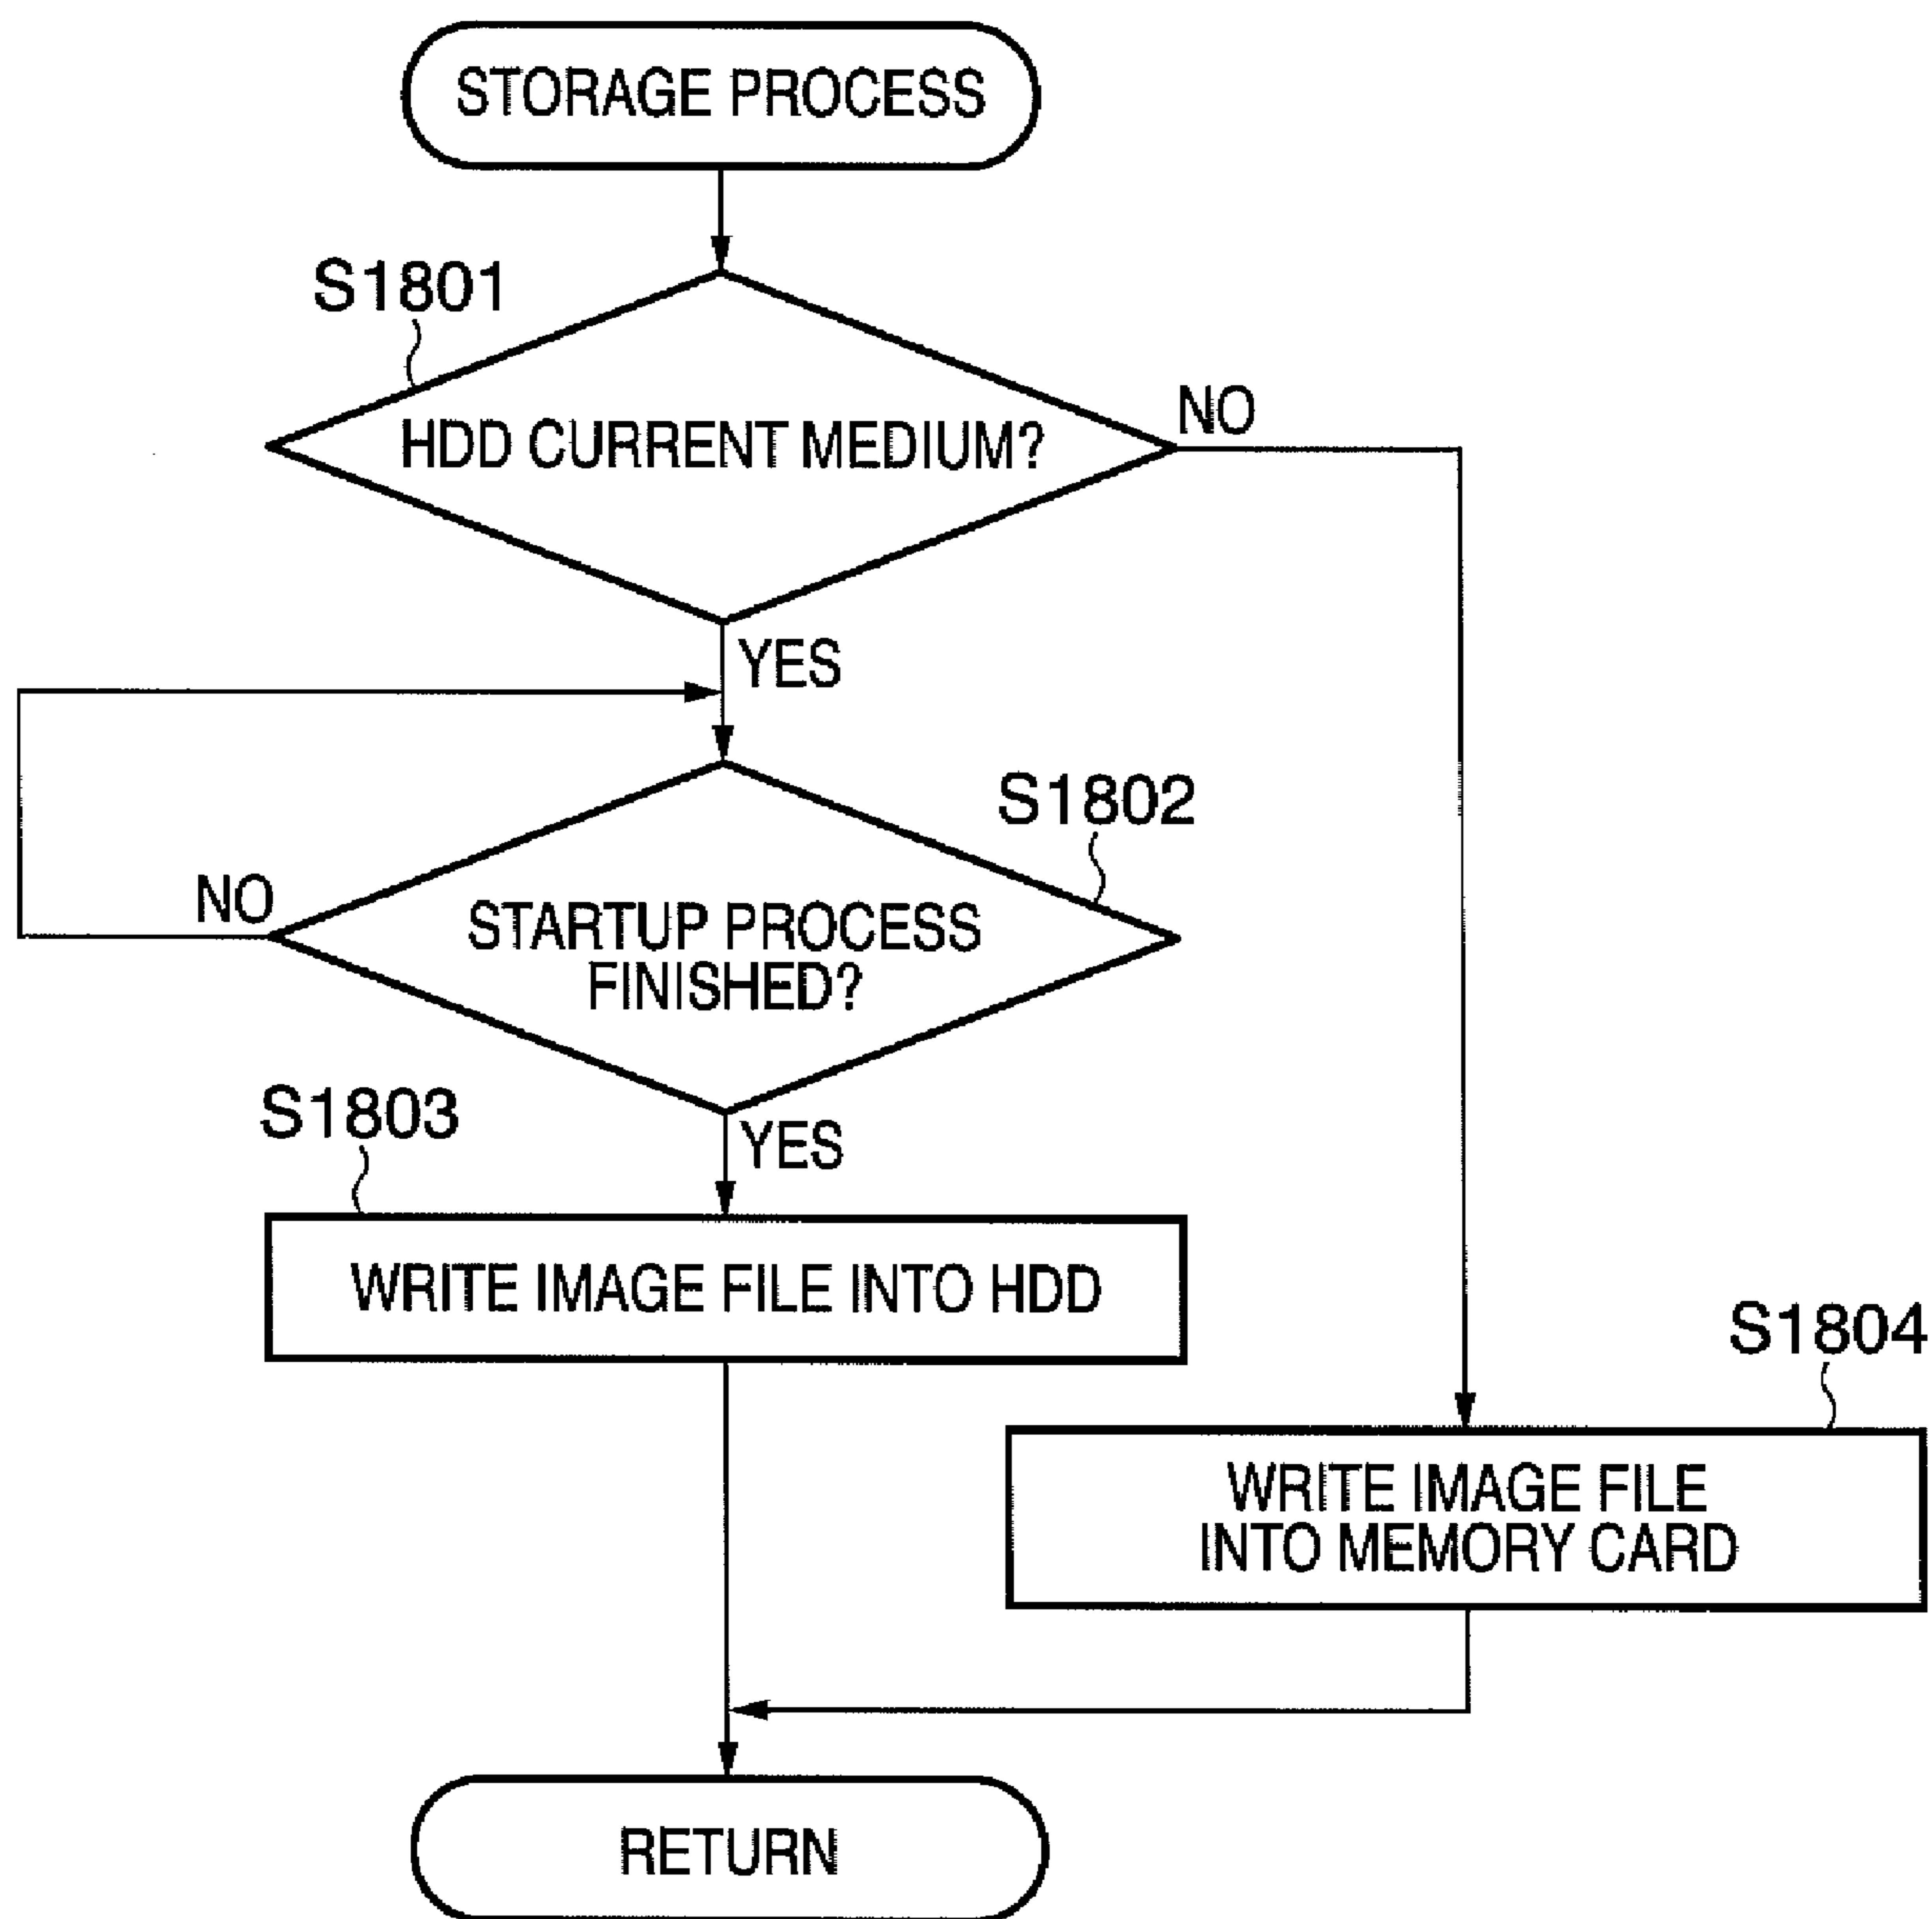 STORAGE PROCESS
S1801
HDD CURRENT MEDIUM?
NO
YES
S1802
NO
STARTUP PROCESS
FINISHED?
S1803
YES
WRITE IMAGE FILE INTO HDD
S1804
WRITE IMAGE FILE
INTO MEMORY CARD
RETURN